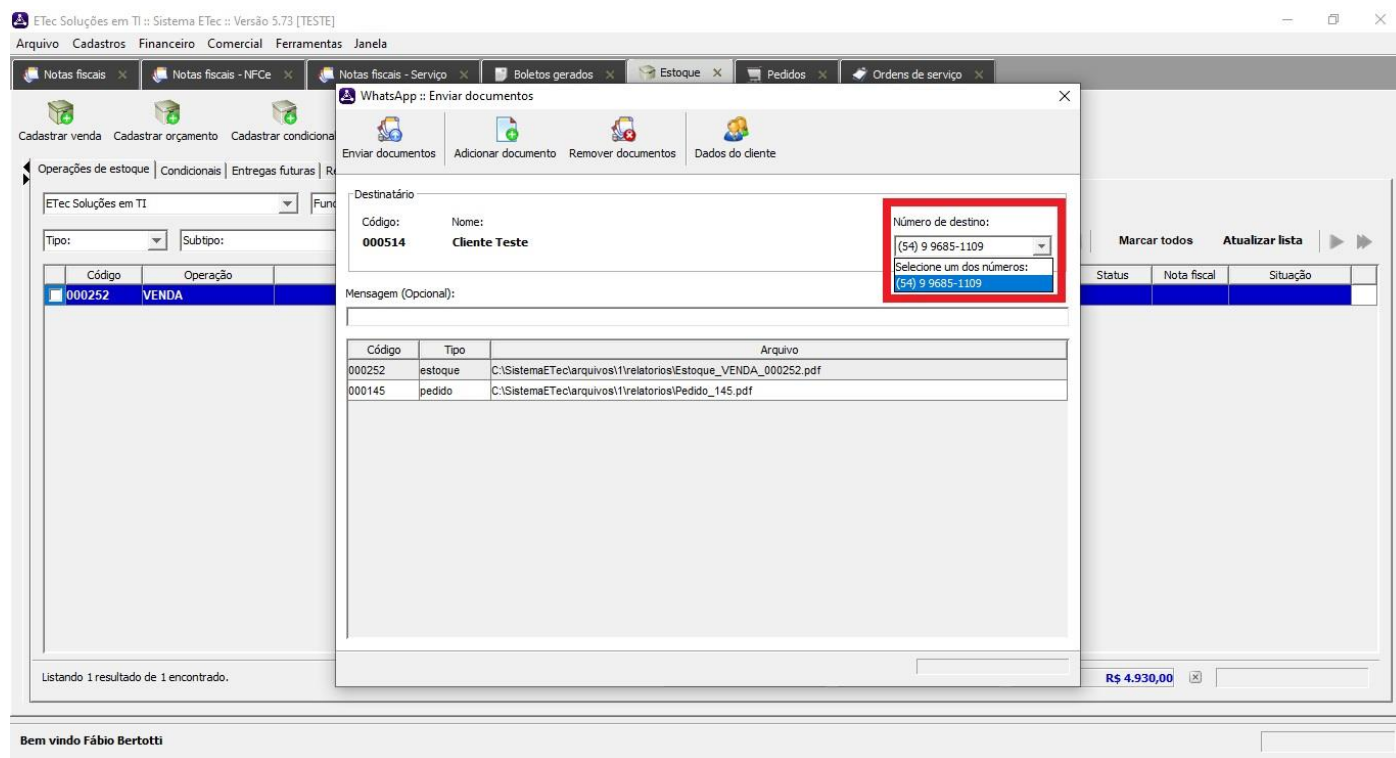 ETec Soluções em TI :: Sistema ETec :: Versão 5.73 [TESTE]
Arquivo Cadastros Financeiro Comercial Ferramentas Janela
Notas fiscais Notas fiscais - NFCe Notas fiscais - Serviço Boletos gerados Estoque Pedidos Ordens de serviço
WhatsApp :: Enviar documentos
Cadastrar venda Cadastrar orçamento Cadastrar condicional
Enviar documentos Adicionar documento Remover documentos Dados do cliente
Operações de estoque Condicionais Entregas futuras
Destinatário
ETec Soluções em TI
Código: Nome: Número de destino:
000514 Cliente Teste (54) 9 9685-1109
Selecione um dos números:
(54) 9 9685-1109
Tipo: Subtipo: Marcar todos Atualizar lista
Código Operação Status Nota fiscal Situação
000252 VENDA
Mensagem (Opcional):
Código Tipo Arquivo
000252 estoque C:\SistemaETec\arquivos\1\relatorios\Estoque_VENDA_000252.pdf
000145 pedido C:\SistemaETec\arquivos\1\relatorios\Pedido_145.pdf
Listando 1 resultado de 1 encontrado. R$ 4.930,00
Bem vindo Fábio Bertotti